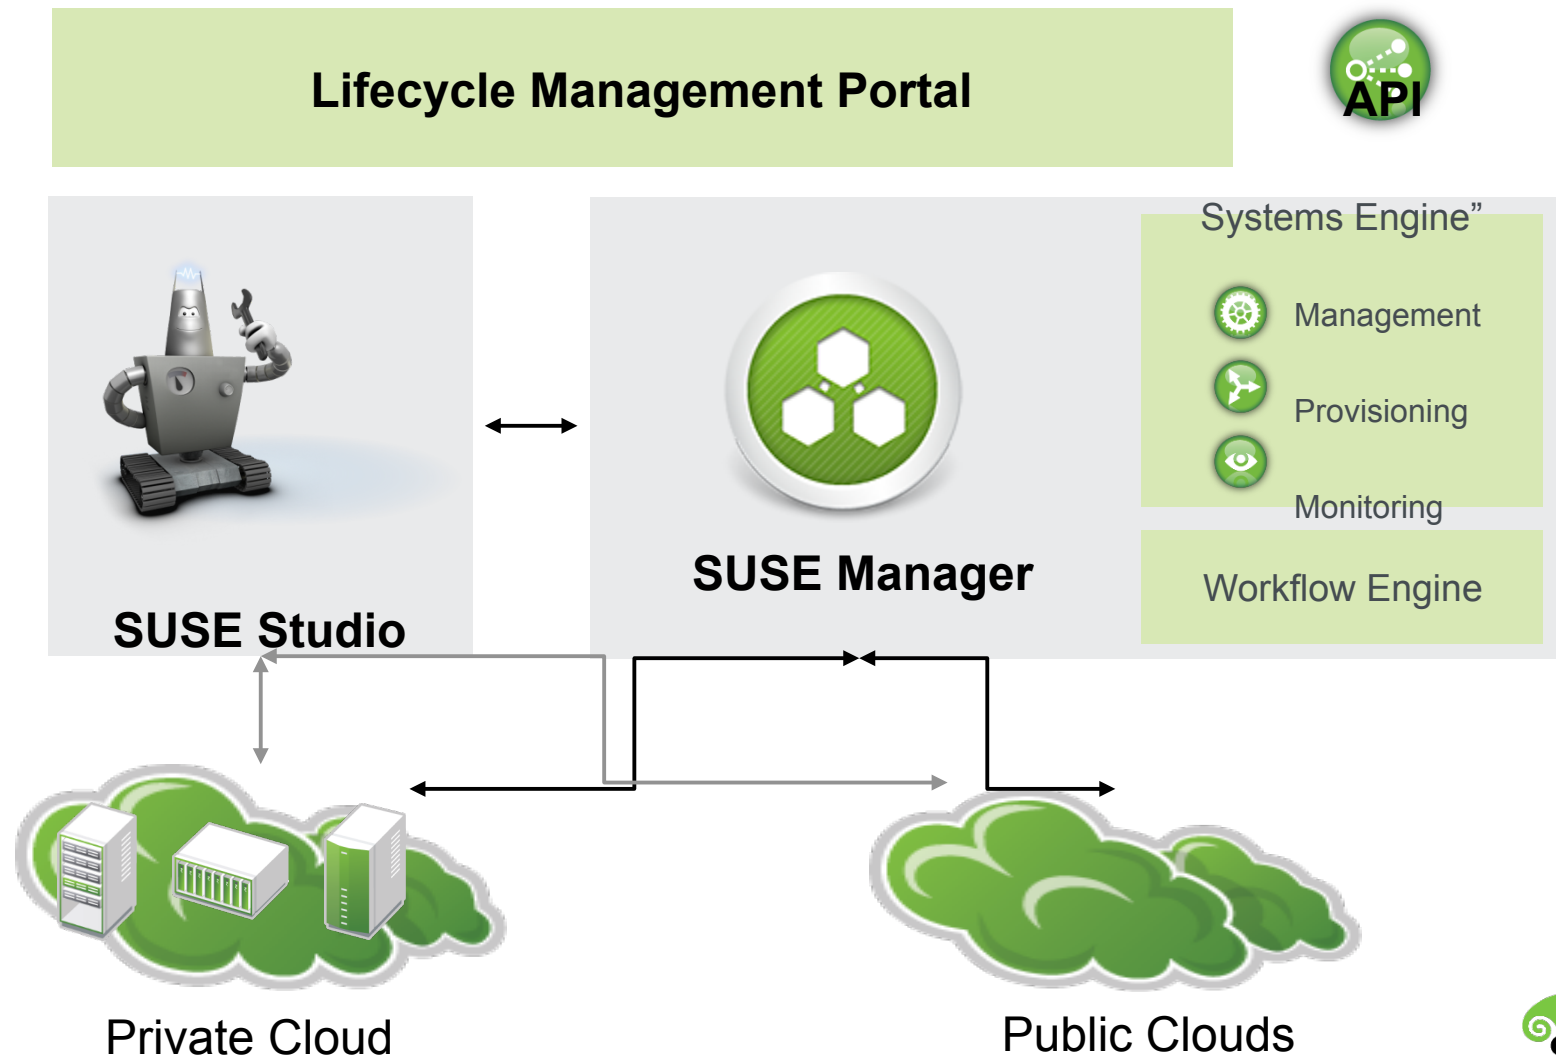 Lifecycle Management Portal
API
Systems Engine”
Management
Provisioning
Monitoring
Workflow Engine
SUSE Manager
SUSE Studio
Private Cloud
Public Clouds